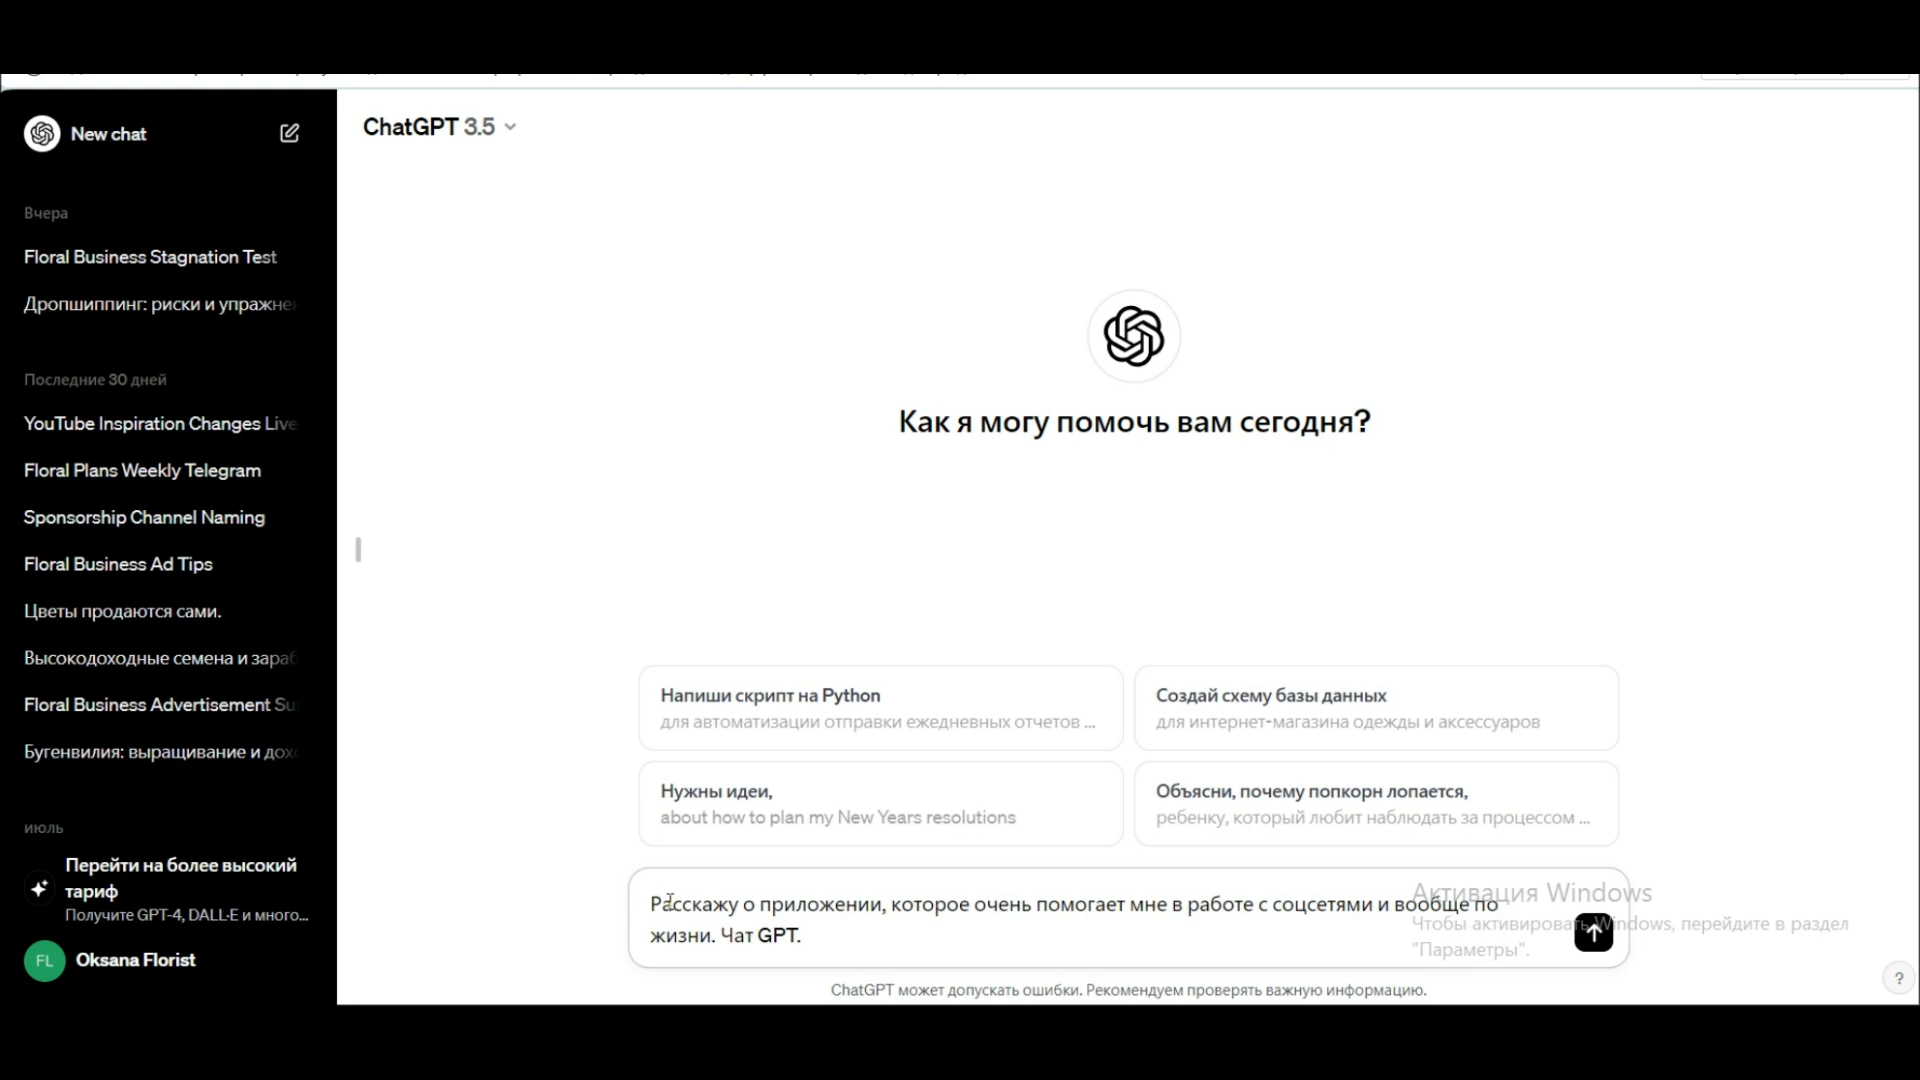 New chat
ChatGPT 3.5
Вчера
Floral Business Stagnation Test
Дропшиппинг: риски и упражнен
Последние 30 дней
YouTube Inspiration Changes Live
Floral Plans Weekly Telegram
Sponsorship Channel Naming
Floral Business Ad Tips
Цветы продаются сами.
Высокодоходные семена и зараб
Floral Business Advertisement Su
Бугенвилия: выращивание и дохо
июль
Перейти на более высокий
тариф
Получите GPT-4, DALL·E и много...
FL
Oksana Florist
Как я могу помочь вам сегодня?
Напиши скрипт на Python
для автоматизации отправки ежедневных отчетов ...
Создай схему базы данных
для интернет-магазина одежды и аксессуаров
Нужны идеи,
about how to plan my New Years resolutions
Объясни, почему попкорн лопается,
ребенку, который любит наблюдать за процессом ...
Расскажу о приложении, которое очень помогает мне в работе с соцсетями и вообще по
жизни. Чат GPT.
Активация Windows
Чтобы активировать Windows, перейдите в раздел
"Параметры".
ChatGPT может допускать ошибки. Рекомендуем проверять важную информацию.
?